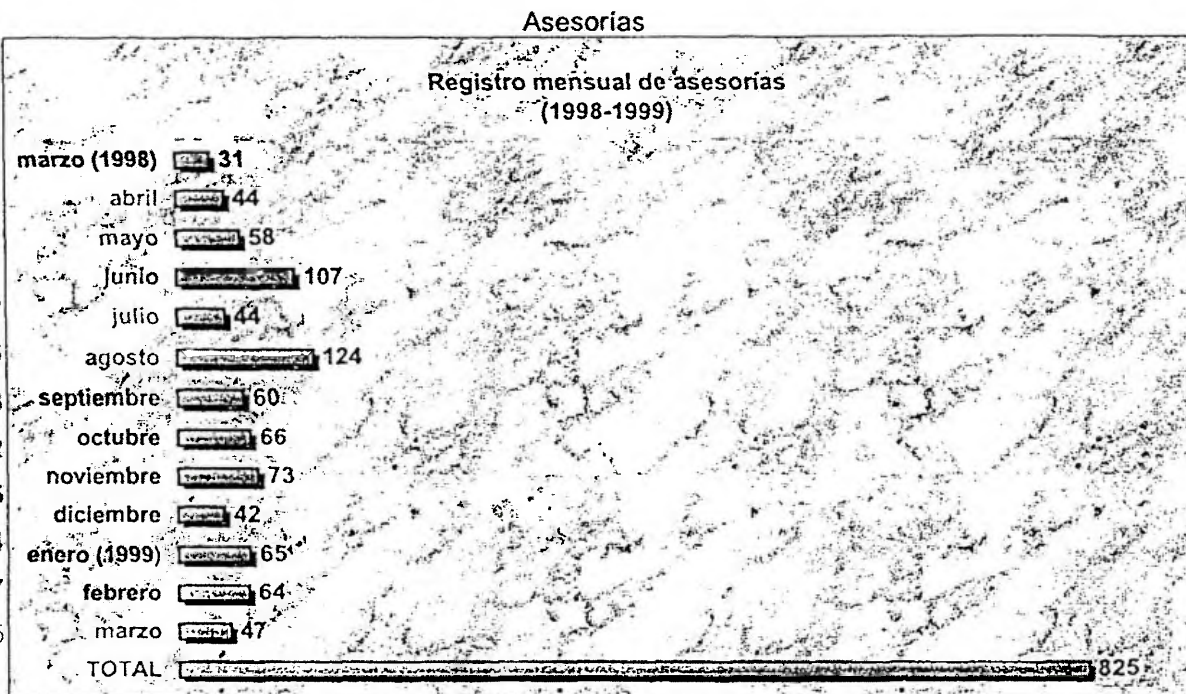 Asesorías
Registro mensual de asesorías
(1998-1999)
marzo (1998) 31
abril 44
mayo 58
junio 107
julio 44
agosto 124
septiembre 60
octubre 66
noviembre 73
diciembre 42
enero (1999) 65
febrero 64
marzo 47
TOTAL 825